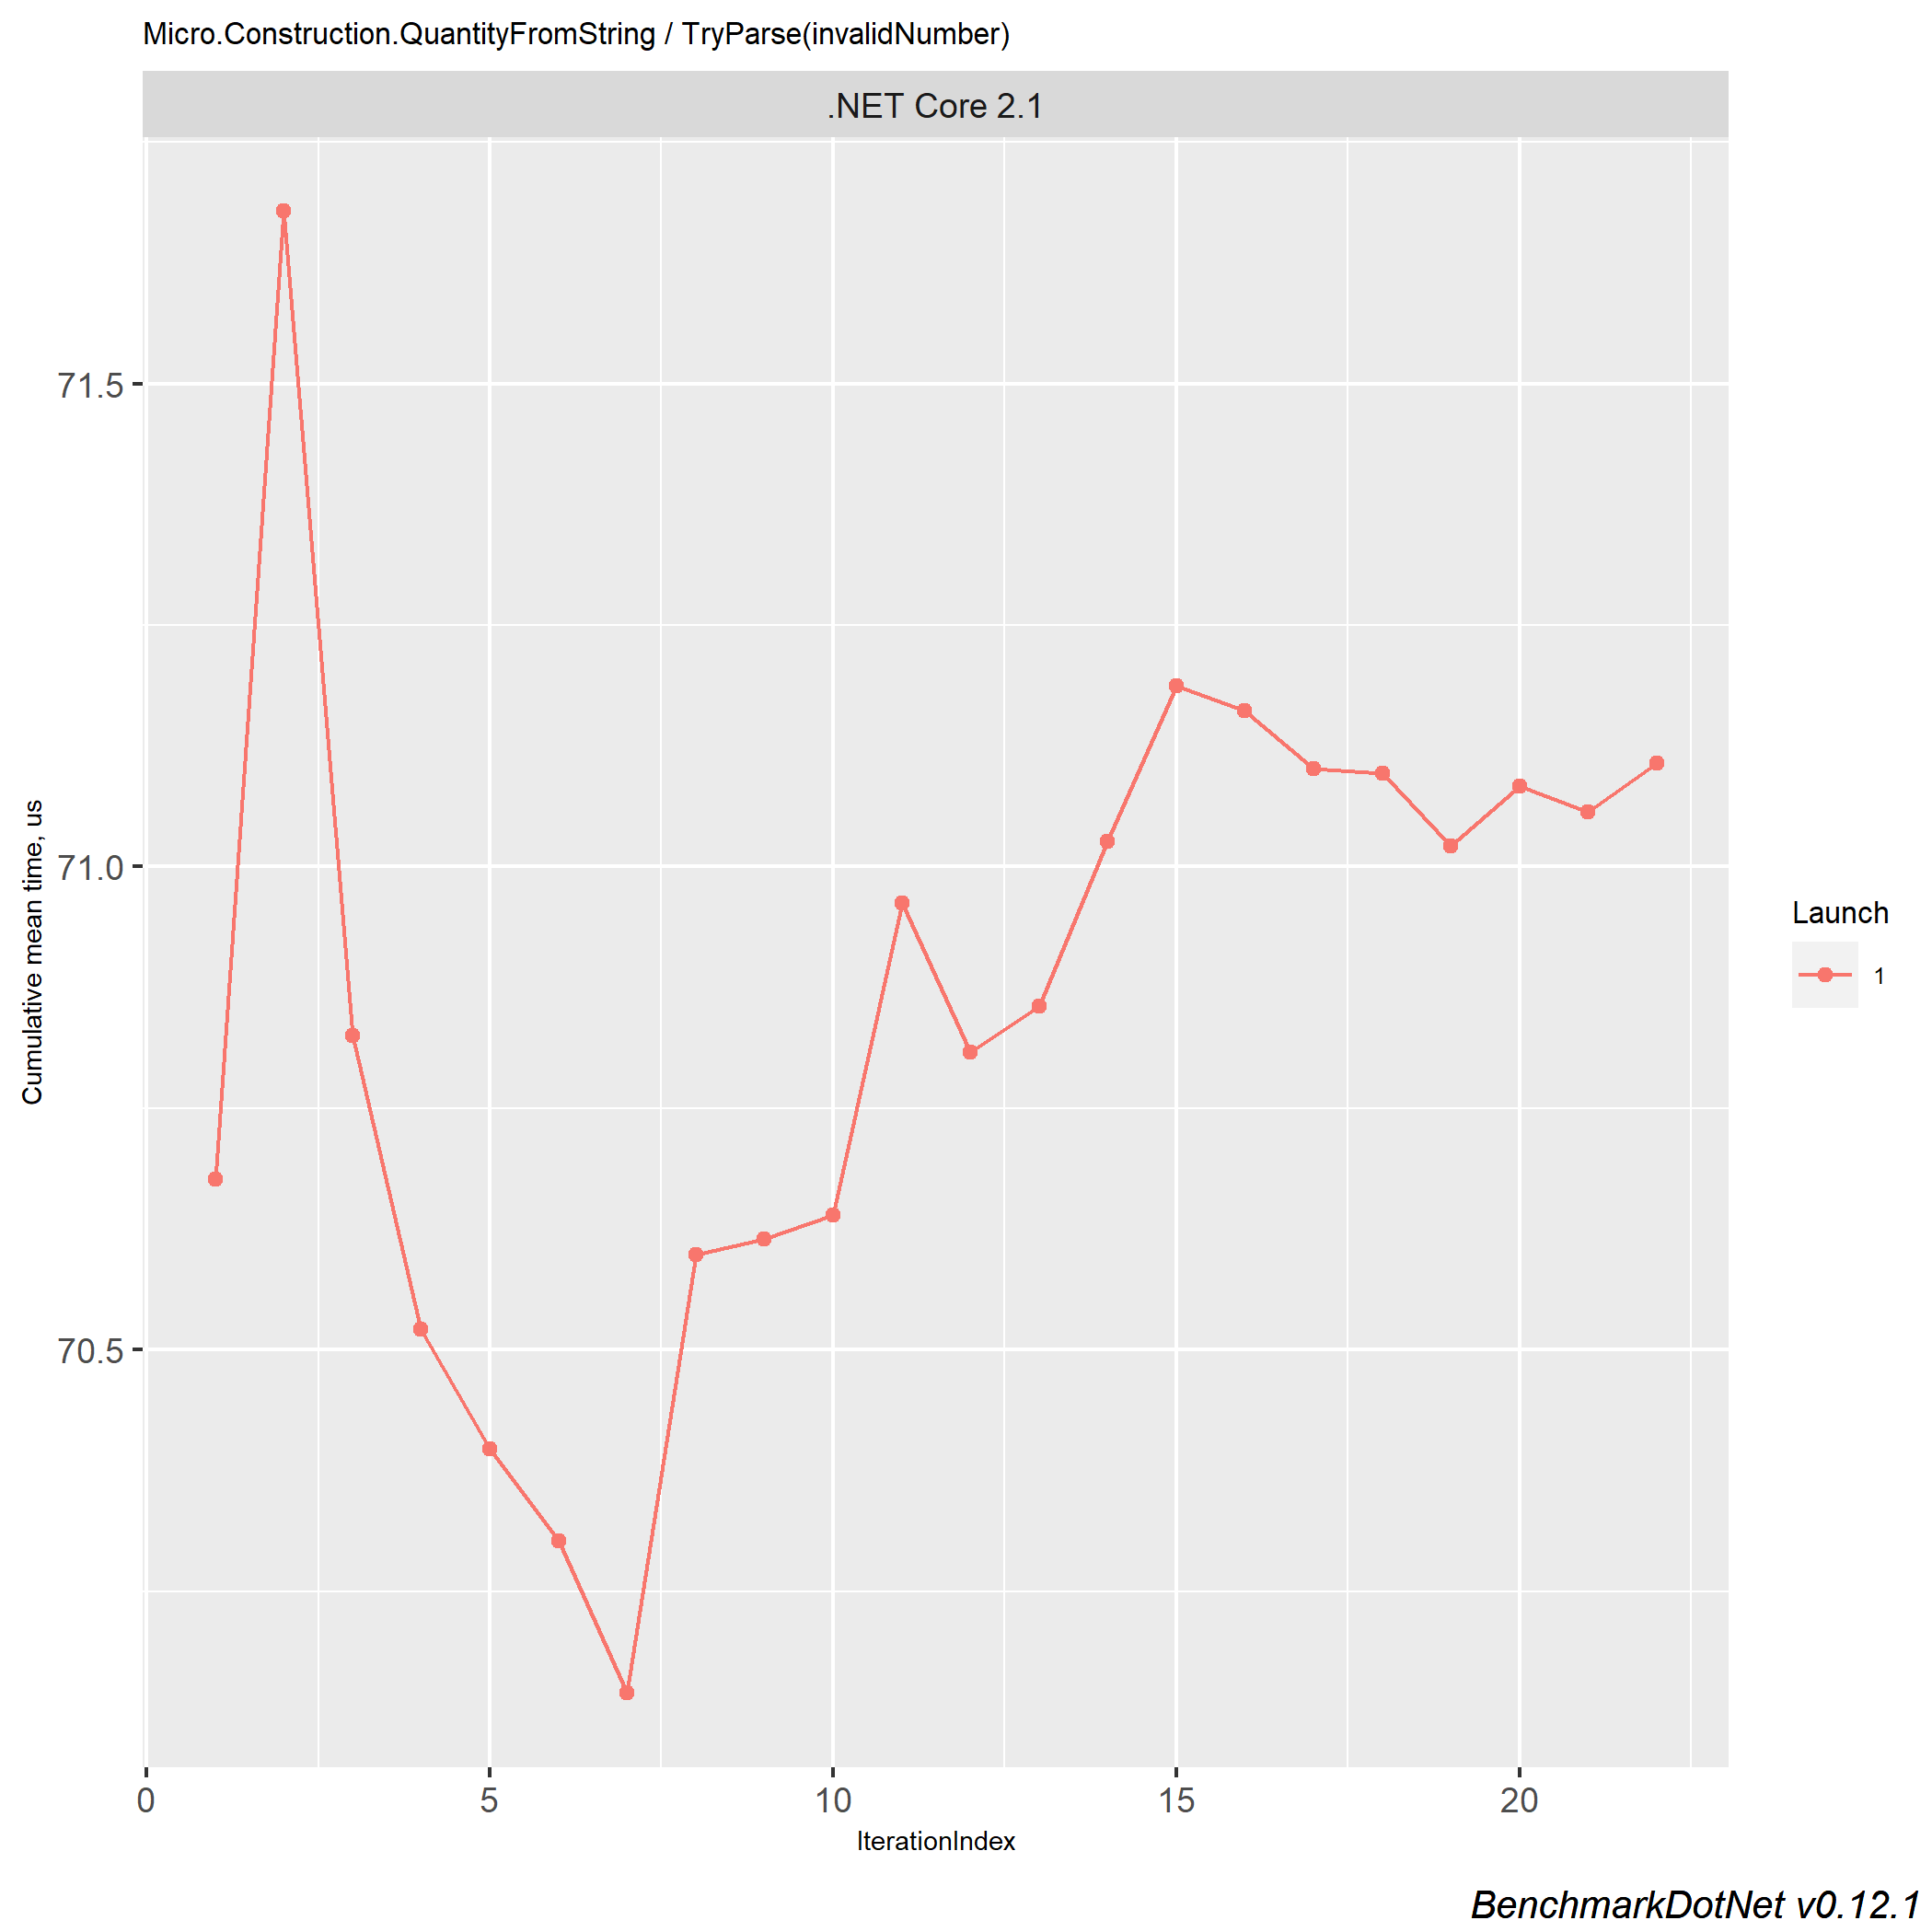 Micro.Construction.QuantityFromString / TryParse(invalidNumber)
.NET Core 2.1
71.5
71.0
70.5
Cumulative mean time, us
0 5 10 15 20
IterationIndex
Launch
1
BenchmarkDotNet v0.12.1